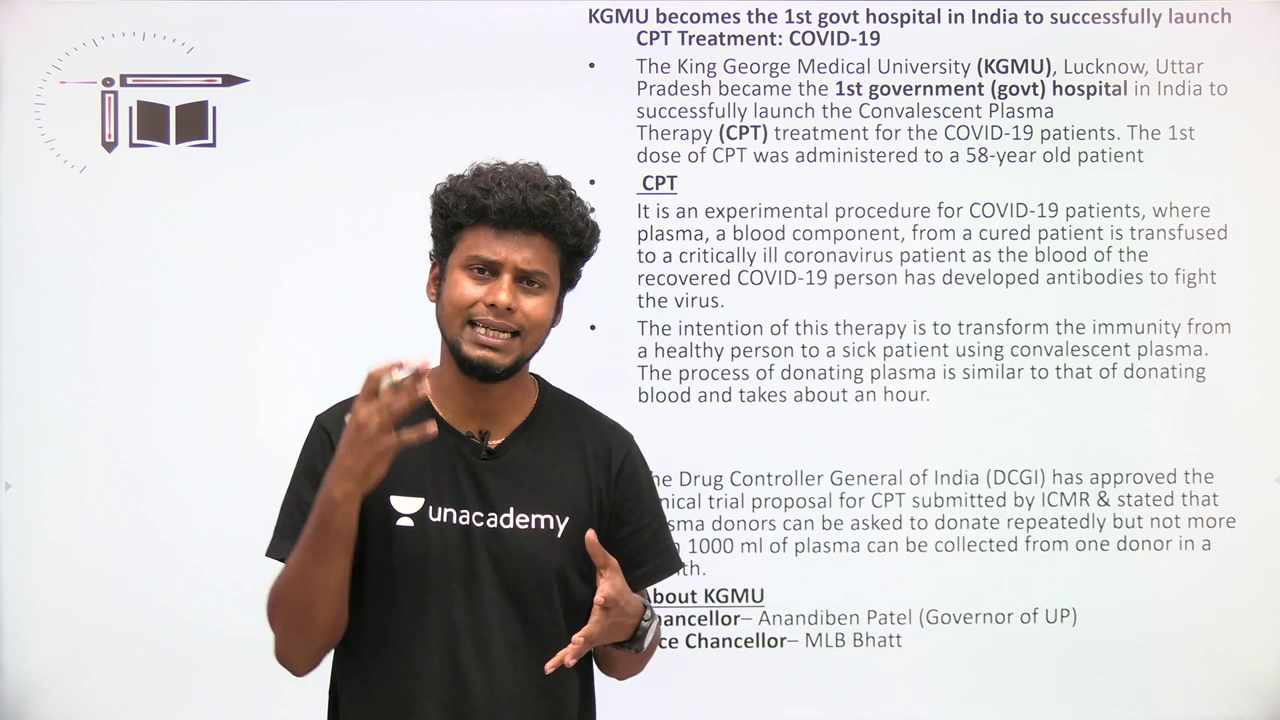 KGMU becomes the 1st govt hospital in India to successfully launch
CPT Treatment: COVID-19
• The King George Medical University (KGMU), Lucknow, Uttar
Pradesh became the 1st government (govt) hospital in India to
successfully launch the Convalescent Plasma
Therapy (CPT) treatment for the COVID-19 patients. The 1st
dose of CPT was administered to a 58-year old patient
• CPT
It is an experimental procedure for COVID-19 patients, where
plasma, a blood component, from a cured patient is transfused
to a critically ill coronavirus patient as the blood of the
recovered COVID-19 person has developed antibodies to fight
the virus.
• The intention of this therapy is to transform the immunity from
a healthy person to a sick patient using convalescent plasma.
The process of donating plasma is similar to that of donating
blood and takes about an hour.
Drug Controller General of India (DCGI) has approved the
trial proposal for CPT submitted by ICMR & stated that
donors can be asked to donate repeatedly but not more
1000 ml of plasma can be collected from one donor in a
About KGMU
– Anandiben Patel (Governor of UP)
Chancellor– MLB Bhatt
unacademy